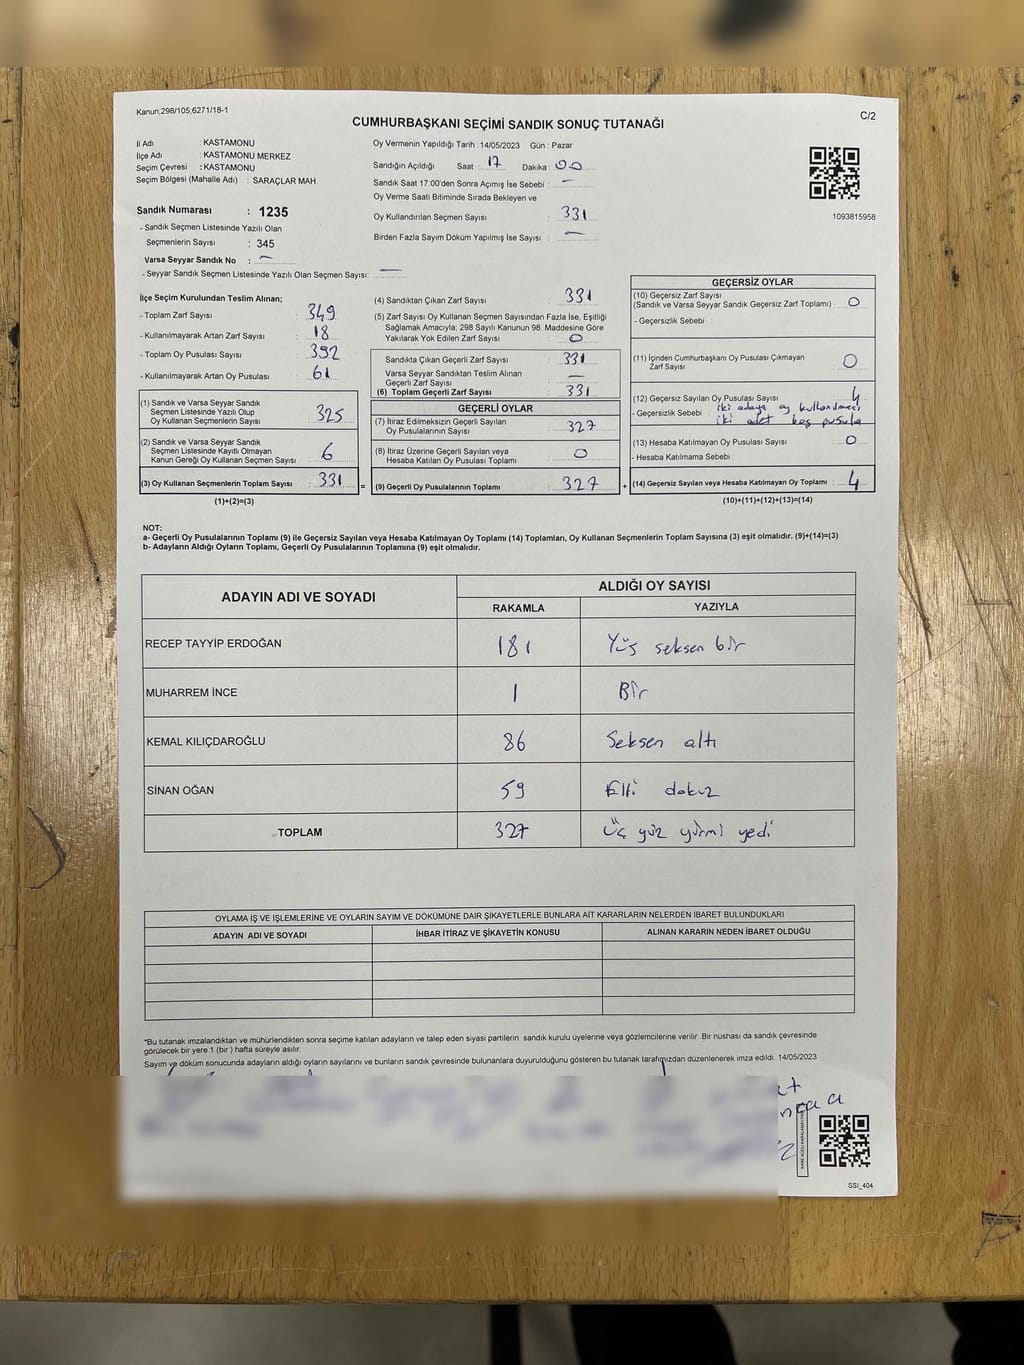 Kanun;298/105;6271/18-1
C/2
CUMHURBAŞKANI SEÇİMİ SANDIK SONUÇ TUTANAĞI
İl Adı : KASTAMONU
İlçe Adı : KASTAMONU MERKEZ
Seçim Çevresi : KASTAMONU
Seçim Bölgesi (Mahalle Adı) : SARAÇLAR MAH.
Sandık Numarası : 1235
- Sandık Seçmen Listesinde Yazılı Olan
Seçmenlerin Sayısı : 345
Varsa Seyyar Sandık No : -
- Seyyar Sandık Seçmen Listesinde Yazılı Olan Seçmen Sayısı: -
Oy Vermenin Yapıldığı Tarih : 14/05/2023 Gün : Pazar
Sandığın Açıldığı Saat : 17 Dakika : 00
Sandık Saat 17:00'den Sonra Açımış İse Sebebi : -
Oy Verme Saati Bitiminde Sırada Bekleyen ve
Oy Kullandırılan Seçmen Sayısı : 331
Birden Fazla Sayım Döküm Yapılmış İse Sayısı : -
1093815958
İlçe Seçim Kurulundan Teslim Alınan;
- Toplam Zarf Sayısı : 349
- Kullanılmayarak Artan Zarf Sayısı : 18
- Toplam Oy Pusulası Sayısı : 392
- Kullanılmayarak Artan Oy Pusulası : 61
(1) Sandık ve Varsa Seyyar Sandık
Seçmen Listesinde Yazılı Olup
Oy Kullanan Seçmenlerin Sayısı : 325
(2) Sandık ve Varsa Seyyar Sandık
Seçmen Listesinde Kayıtlı Olmayan
Kanun Gereği Oy Kullanan Seçmen Sayısı : 6
(3) Oy Kullanan Seçmenlerin Toplam Sayısı : 331
(1)+(2)=(3)
(4) Sandıktan Çıkan Zarf Sayısı : 331
(5) Zarf Sayısı Oy Kullanan Seçmen Sayısından Fazla İse, Eşitliği
Sağlamak Amacıyla; 298 Sayılı Kanunun 98. Maddesine Göre
Yakılarak Yok Edilen Zarf Sayısı : 0
Sandıkta Çıkan Geçerli Zarf Sayısı : 331
Varsa Seyyar Sandıktan Teslim Alınan
Geçerli Zarf Sayısı : -
(6) Toplam Geçerli Zarf Sayısı : 331
GEÇERLİ OYLAR
(7) İtiraz Edilmeksizin Geçerli Sayılan
Oy Pusulalarının Sayısı : 327
(8) İtiraz Üzerine Geçerli Sayılan veya
Hesaba Katılan Oy Pusulası Toplamı : 0
= (9) Geçerli Oy Pusulalarının Toplamı : 327 +
GEÇERSİZ OYLAR
(10) Geçersiz Zarf Sayısı
(Sandık ve Varsa Seyyar Sandık Geçersiz Zarf Toplamı) : 0
- Geçersizlik Sebebi :
(11) İçinden Cumhurbaşkanı Oy Pusulası Çıkmayan
Zarf Sayısı : 0
(12) Geçersiz Sayılan Oy Pusulası Sayısı : 4
- Geçersizlik Sebebi : iki adaya oy kullanılması
iki adet boş pusula
(13) Hesaba Katılmayan Oy Pusulası Sayısı : 0
- Hesaba Katılmama Sebebi :
(14) Geçersiz Sayılan veya Hesaba Katılmayan Oy Toplamı : 4
(10)+(11)+(12)+(13)=(14)
NOT:
a- Geçerli Oy Pusulalarının Toplamı (9) ile Geçersiz Sayılan veya Hesaba Katılmayan Oy Toplamı (14) Toplamları, Oy Kullanan Seçmenlerin Toplam Sayısına (3) eşit olmalıdır. (9)+(14)=(3)
b- Adayların Aldığı Oyların Toplamı, Geçerli Oy Pusulalarının Toplamına (9) eşit olmalıdır.
ADAYIN ADI VE SOYADI
ALDIĞI OY SAYISI
RAKAMLA YAZIYLA
RECEP TAYYİP ERDOĞAN 181 Yüz seksen bir
MUHARREM İNCE 1 Bir
KEMAL KILIÇDAROĞLU 86 Seksen altı
SİNAN OĞAN 59 Elli dokuz
TOPLAM 327 Üç yüz yirmi yedi
OYLAMA İŞ VE İŞLEMLERİNE VE OYLARIN SAYIM VE DÖKÜMÜNE DAİR ŞİKAYETLERLE BUNLARA AİT KARARLARIN NELERDEN İBARET BULUNDUKLARI
ADAYIN ADI VE SOYADI İHBAR İTİRAZ VE ŞİKAYETİN KONUSU ALINAN KARARIN NEDEN İBARET OLDUĞU
*Bu tutanak imzalandıktan ve mühürlendikten sonra seçime katılan adayların ve talep eden siyasi partilerin, sandık kurulu üyelerine veya gözlemcilerine verilir. Bir nüshası da sandık çevresinde
görülecek bir yere 1 (bir ) hafta süreyle asılır.
Sayım ve döküm sonucunda adayların aldığı oyların sayılarını ve bunların sandık çevresinde bulunanlara duyurulduğunu gösteren bu tutanak tarafımızdan düzenlenerek imza edildi. 14/05/2023
SSI_404